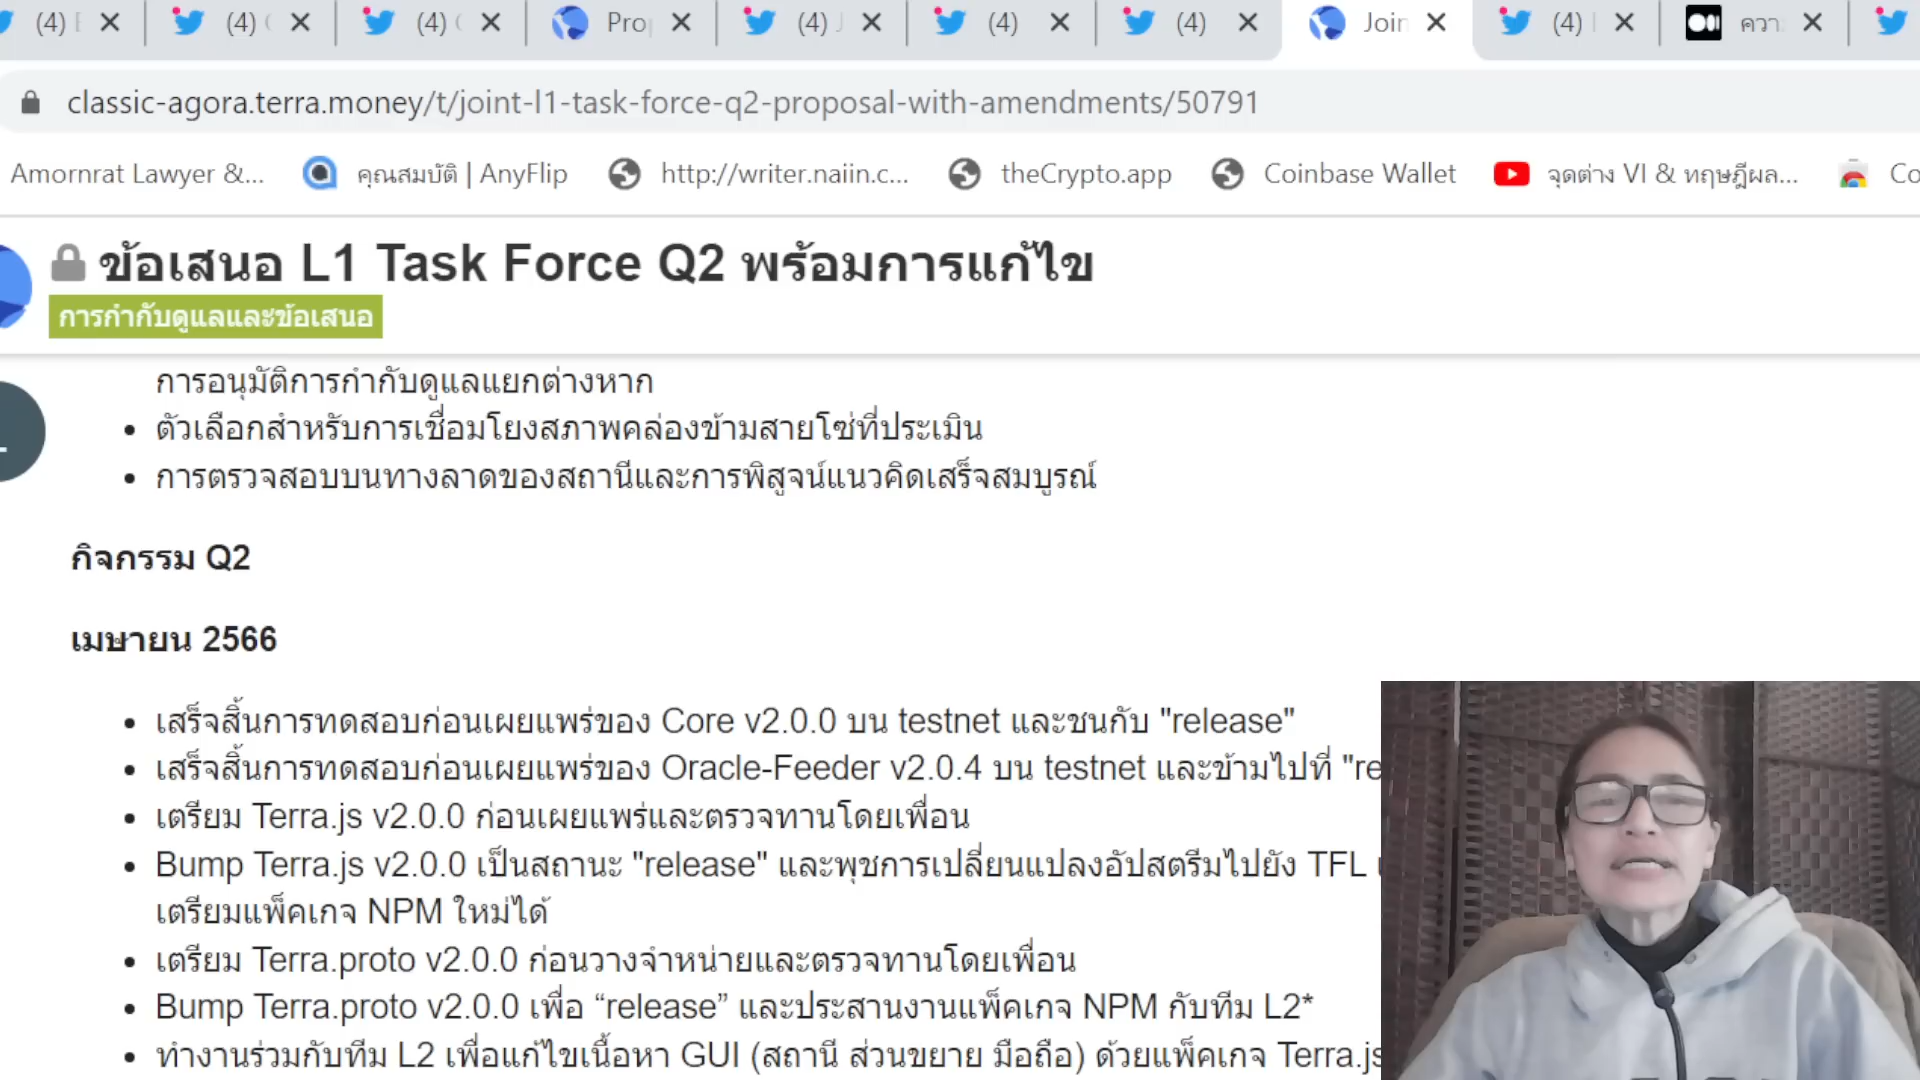 (4) (4) (4) Pro (4) J (4) (4) Join (4) ควา
classic-agora.terra.money/t/joint-l1-task-force-q2-proposal-with-amendments/50791
Amornrat Lawyer &... คุณสมบัติ | AnyFlip http://writer.naiin.c... theCrypto.app Coinbase Wallet จุดต่าง VI & ทฤษฎีผล... Co
ข้อเสนอ L1 Task Force Q2 พร้อมการแก้ไข
การกำกับดูแลและข้อเสนอ
การอนุมัติการกำกับดูแลแยกต่างหาก
• ตัวเลือกสำหรับการเชื่อมโยงสภาพคล่องข้ามสายโซ่ที่ประเมิน
• การตรวจสอบบนทางลาดของสถานีและการพิสูจน์แนวคิดเสร็จสมบูรณ์
กิจกรรม Q2
เมษายน 2566
• เสร็จสิ้นการทดสอบก่อนเผยแพร่ของ Core v2.0.0 บน testnet และชนกับ "release"
• เสร็จสิ้นการทดสอบก่อนเผยแพร่ของ Oracle-Feeder v2.0.4 บน testnet และข้ามไปที่ "re
• เตรียม Terra.js v2.0.0 ก่อนเผยแพร่และตรวจทานโดยเพื่อน
• Bump Terra.js v2.0.0 เป็นสถานะ "release" และพุชการเปลี่ยนแปลงอัปสตรีมไปยัง TFL
เตรียมแพ็คเกจ NPM ใหม่ได้
• เตรียม Terra.proto v2.0.0 ก่อนวางจำหน่ายและตรวจทานโดยเพื่อน
• Bump Terra.proto v2.0.0 เพื่อ “release” และประสานงานแพ็คเกจ NPM กับทีม L2*
• ทำงานร่วมกับทีม L2 เพื่อแก้ไขเนื้อหา GUI (สถานี ส่วนขยาย มือถือ) ด้วยแพ็คเกจ Terra.js